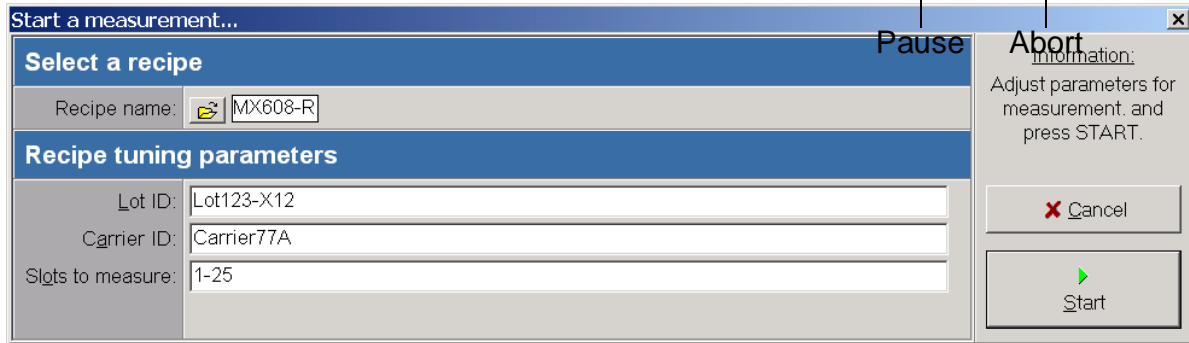 Start a measurement...
Pause Abort
Select a recipe
Recipe name: MX608-R
Recipe tuning parameters
Lot ID: Lot123-X12
Carrier ID: Carrier77A
Slots to measure: 1-25
Information:
Adjust parameters for
measurement. and
press START.
Cancel
Start